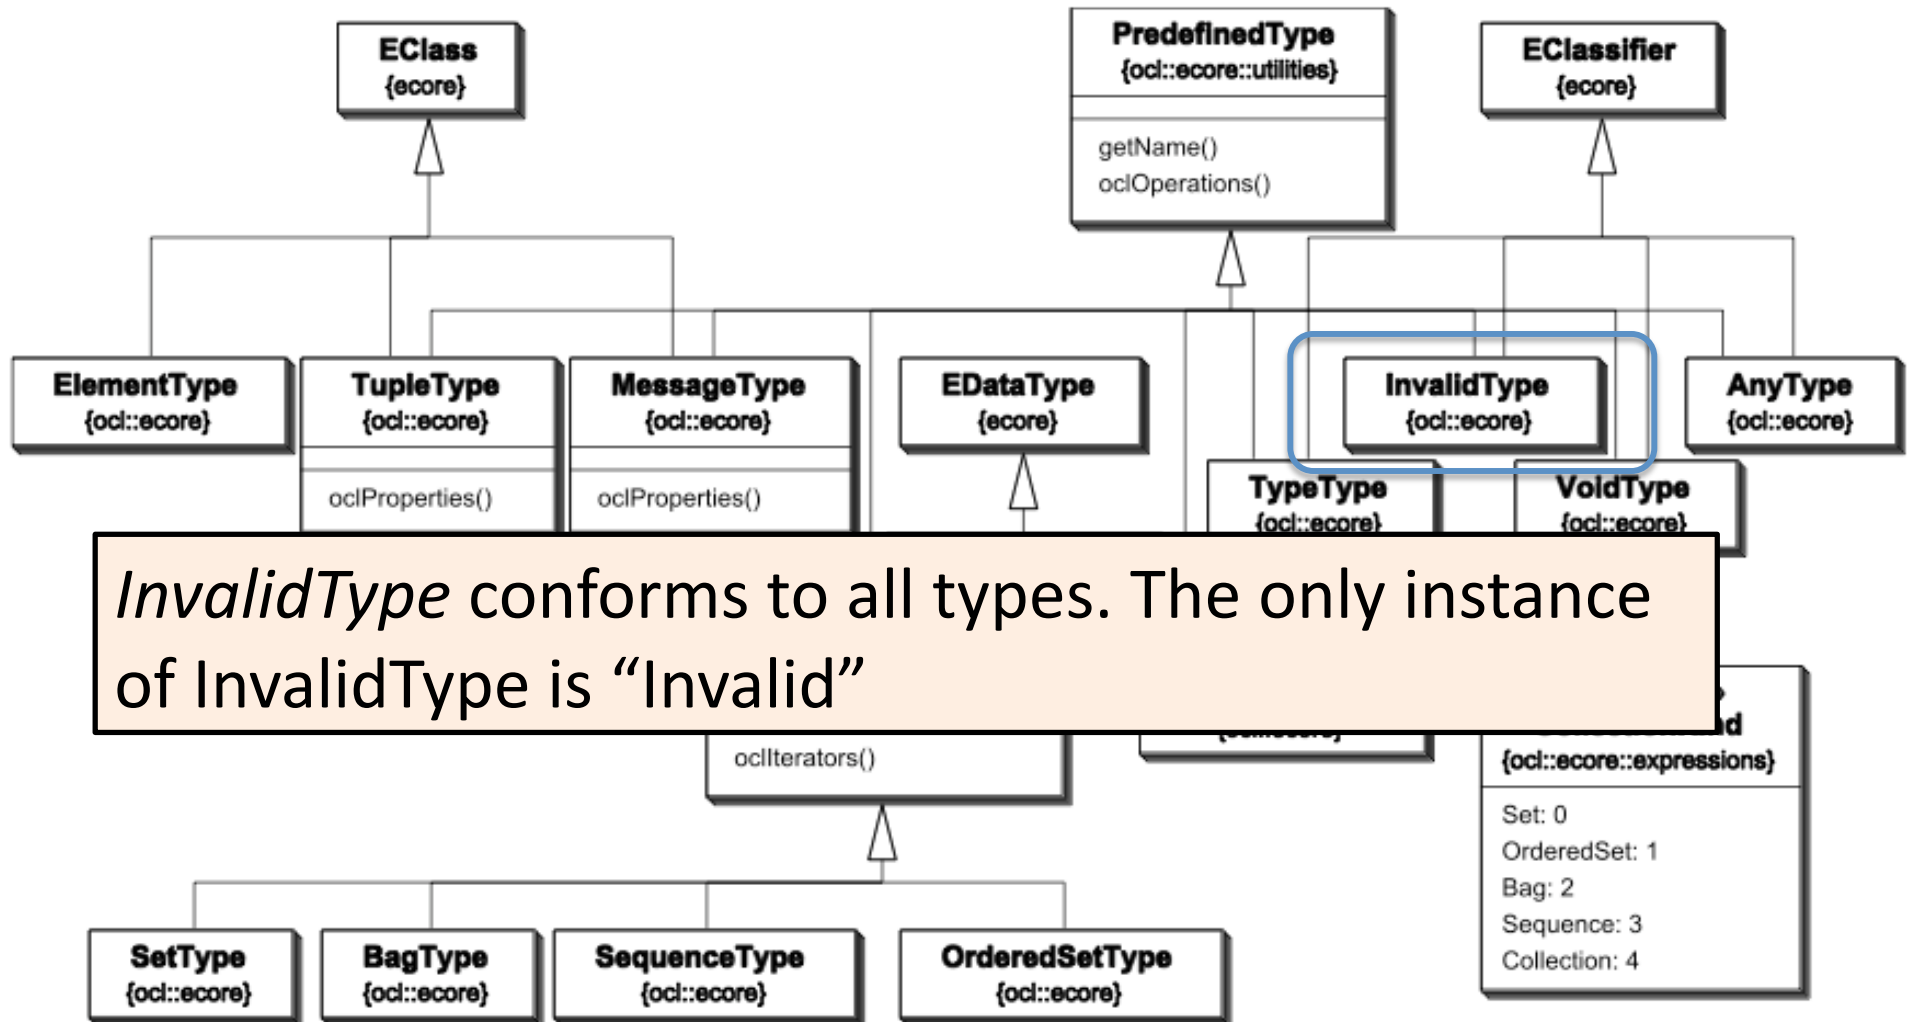 EClass
{ecore}
PredefinedType
{ocl::ecore::utilities}
getName()
oclOperations()
EClassifier
{ecore}
ElementType
{ocl::ecore}
TupleType
{ocl::ecore}
oclProperties()
MessageType
{ocl::ecore}
oclProperties()
EDataType
{ecore}
InvalidType
{ocl::ecore}
AnyType
{ocl::ecore}
TypeType
{ocl::ecore}
VoidType
{ocl::ecore}
InvalidType conforms to all types. The only instance
of InvalidType is “Invalid”
oclIterators()
{ocl::ecore::expressions}
Set: 0
OrderedSet: 1
Bag: 2
Sequence: 3
Collection: 4
SetType
{ocl::ecore}
BagType
{ocl::ecore}
SequenceType
{ocl::ecore}
OrderedSetType
{ocl::ecore}